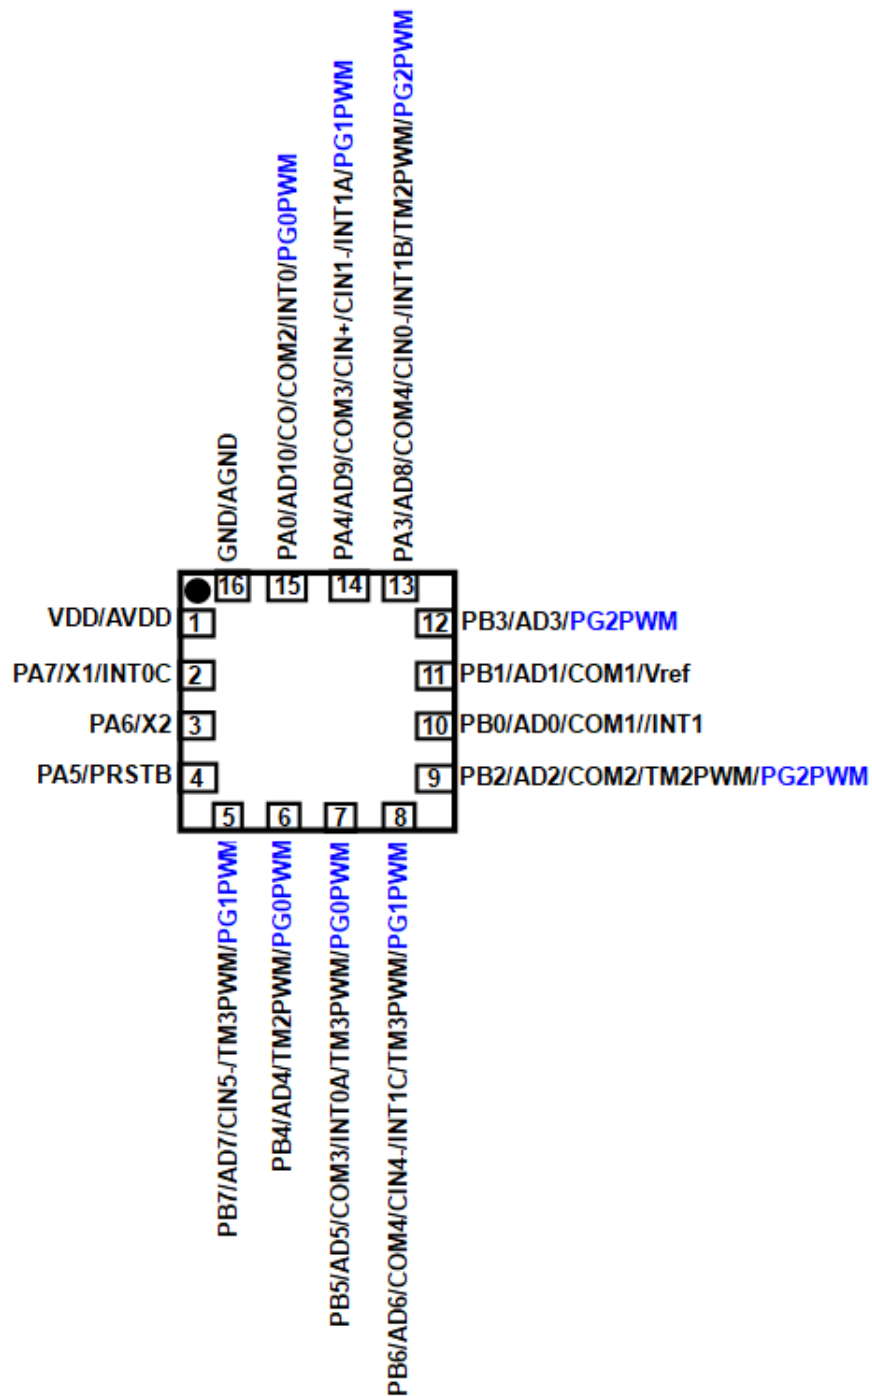 PA3/AD8/COM4/CIN0-/INT1B/TM2PWM/PG2PWM
PA4/AD9/COM3/CIN+/CIN1-/INT1A/PG1PWM
PA0/AD10/CO/COM2/INT0/PG0PWM
GND/AGND
16
15
14
13
VDD/AVDD
1
12
PB3/AD3/PG2PWM
PA7/X1/INT0C
2
11
PB1/AD1/COM1/Vref
PA6/X2
3
10
PB0/AD0/COM1//INT1
PA5/PRSTB
4
9
PB2/AD2/COM2/TM2PWM/PG2PWM
5
6
7
8
PB7/AD7/CIN5-/TM3PWM/PG1PWM
PB4/AD4/TM2PWM/PG0PWM
PB5/AD5/COM3/INT0A/TM3PWM/PG0PWM
PB6/AD6/COM4/CIN4-/INT1C/TM3PWM/PG1PWM